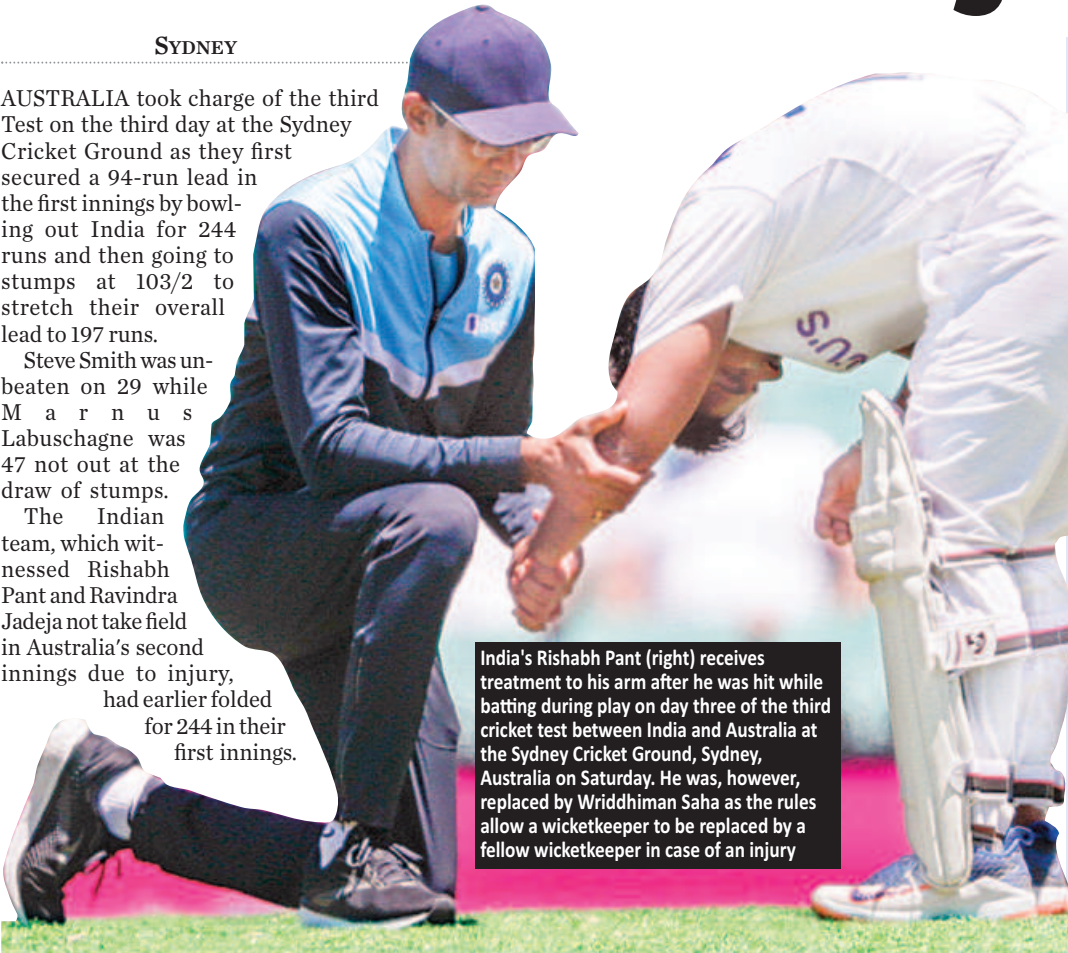 SYDNEY
AUSTRALIA took charge of the third
Test on the third day at the Sydney
Cricket Ground as they first
secured a 94-run lead in
the first innings by bowl-
ing out India for 244
runs and then going to
stumps at 103/2 to
stretch their overall
lead to 197 runs.
Steve Smith was un-
beaten on 29 while
Marnus
Labuschagne was
47 not out at the
draw of stumps.
The Indian
team, which wit-
nessed Rishabh
Pant and Ravindra
Jadeja not take field
in Australia's second
innings due to injury,
had earlier folded
for 244 in their
first innings.
India's Rishabh Pant (right) receives
treatment to his arm after he was hit while
batting during play on day three of the third
cricket test between India and Australia at
the Sydney Cricket Ground, Sydney,
Australia on Saturday. He was, however,
replaced by Wriddhiman Saha as the rules
allow a wicketkeeper to be replaced by a
fellow wicketkeeper in case of an injury